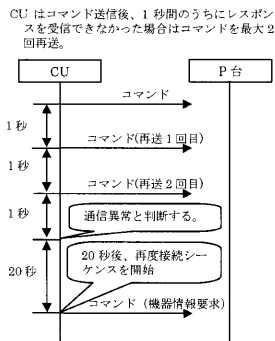 CU はコマンド送信後、1 秒間のうちにレスポン
スを受信できなかった場合はコマンドを最大 2
回再送。
CU
P 台
コマンド
1 秒
コマンド(再送 1 回目)
1 秒
コマンド(再送 2 回目)
1 秒
通信異常と判断する。
20 秒後、再度接続シー
ケンスを開始
20 秒
コマンド（機器情報要求）